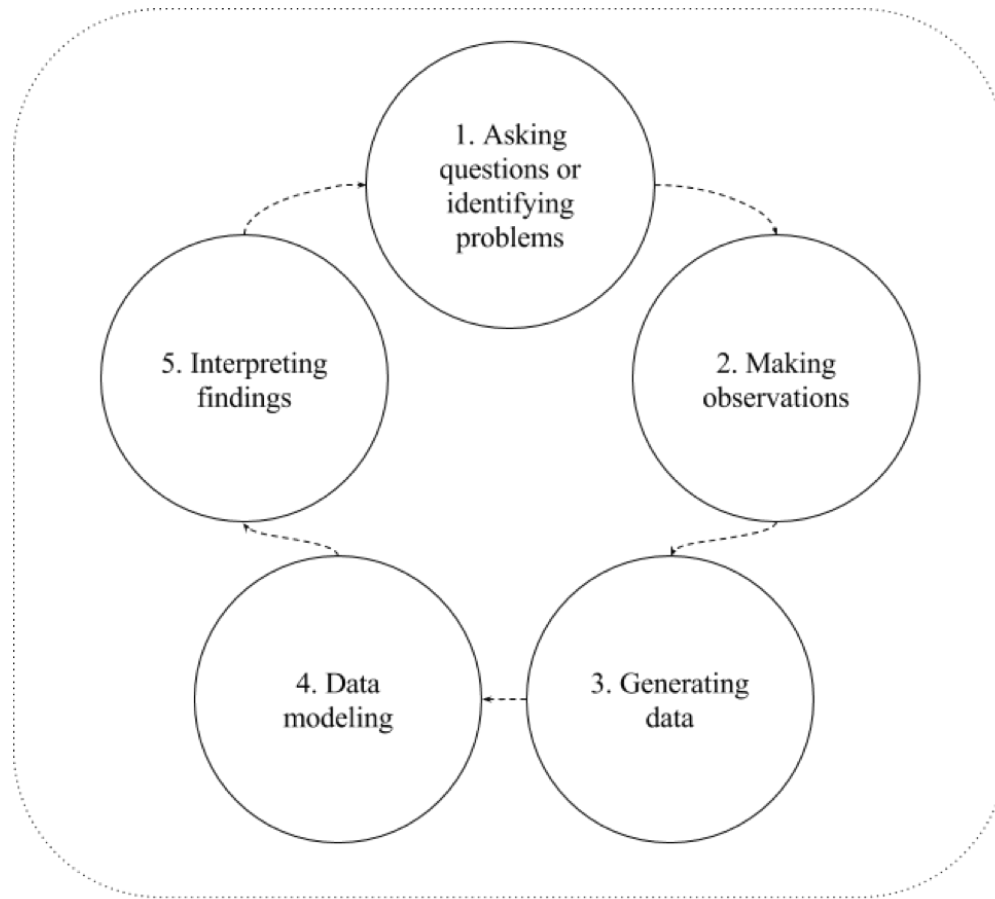 1. Asking
questions or
identifying
problems
2. Making
observations
3. Generating
data
4. Data
modeling
5. Interpreting
findings